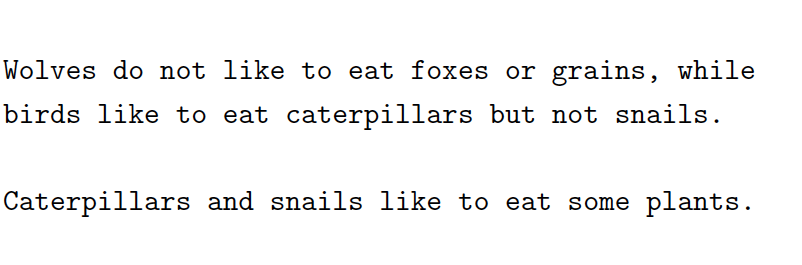 Wolves do not like to eat foxes or grains, while
birds like to eat caterpillars but not snails.
Caterpillars and snails like to eat some plants.